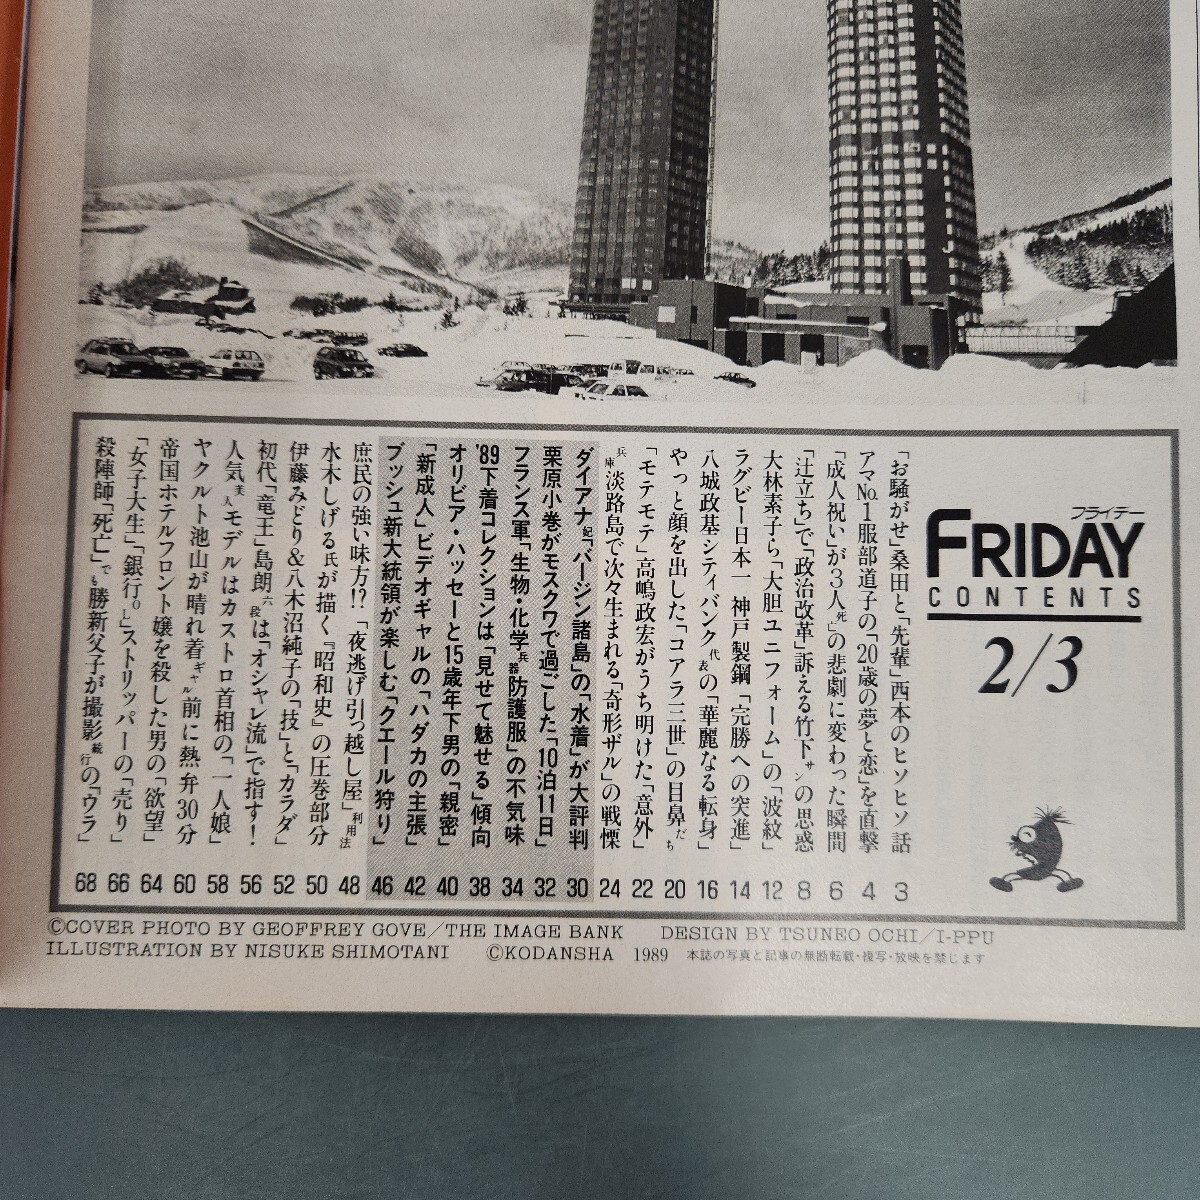 フライデー
FRIDAY
CONTENTS
2/3
「お騒がせ」桑田と「先輩」西本のヒソヒソ話 3
アマNo.1服部道子の「20歳の夢と恋」を直撃 4
「成人祝い」が3人死亡の悲劇に変わった瞬間 6
「辻立ち」で「政治改革」訴える竹下サンの思惑 8
大林素子ら「大胆ユニフォーム」の「波紋」 12
ラグビー日本一 神戸製鋼「完勝への突進」 14
八城政基シティバンク代表の「華麗なる転身」 16
やっと顔を出した「コアラ三世」の目鼻だち 20
「モテモテ」高嶋政宏がうち明けた「意外」 22
兵庫淡路島で次々生まれる「奇形ザル」の戦慄 24
ダイアナ妃「バージン諸島」の「水着」が大評判 30
栗原小巻がモスクワで過ごした「10泊11日」 32
フランス軍「生物・化学兵器防護服」の不気味 34
'89下着コレクションは「見せて魅せる」傾向 38
オリビア・ハッセーと15歳年下男の「親密」 40
「新成人」ビデオギャルの「ハダカの主張」 42
ブッシュ新大統領が楽しむ「クエール狩り」 46
庶民の強い味方!?「夜逃げ引っ越し屋」利用法 48
水木しげる氏が描く『昭和史』の圧巻部分 50
伊藤みどり&八木沼純子の「技」と「カラダ」 52
初代「竜王」島朗六段は「オシャレ流」で指す! 56
人気美人モデルはカストロ首相の「一人娘」 58
ヤクルト池山が晴れ着ギャル前に熱弁30分 60
帝国ホテルフロント嬢を殺した男の「欲望」 64
「女子大生」「銀行OL」ストリッパーの「売り」 66
殺陣師「死亡」でも勝新父子が撮影続行の「ウラ」 68
©COVER PHOTO BY GEOFFREY GOVE/THE IMAGE BANK DESIGN BY TSUNEO OCHI/I-PPU
ILLUSTRATION BY NISUKE SHIMOTANI ©KODANSHA 1989 本誌の写真と記事の無断転載・複写・放映を禁じます